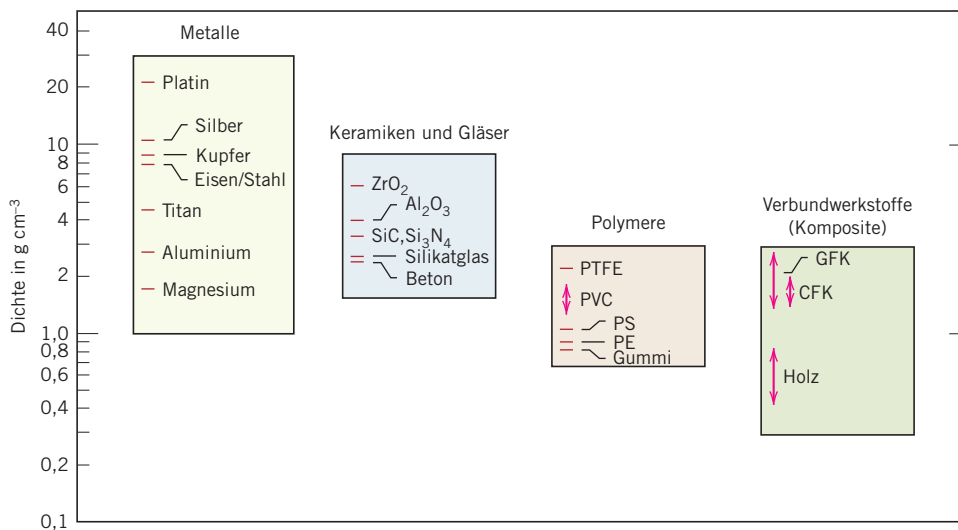 Dichte in g cm⁻³
40
20
10
8
6
4
2
1,0
0,8
0,6
0,4
0,1
Metalle
Platin
Silber
Kupfer
Eisen/Stahl
Titan
Aluminium
Magnesium
Keramiken und Gläser
ZrO₂
Al₂O₃
SiC,Si₃N₄
Silikatglas
Beton
Polymere
PTFE
PVC
PS
PE
Gummi
Verbundwerkstoffe
(Komposite)
GFK
CFK
Holz